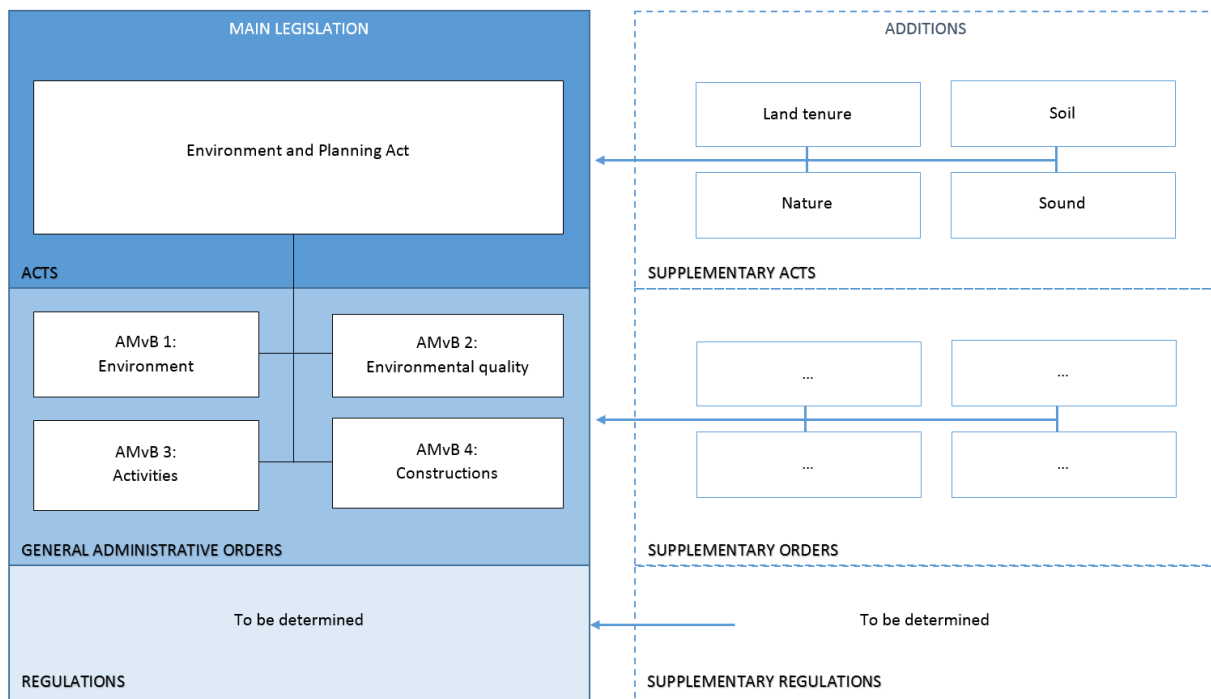 MAIN LEGISLATION
Environment and Planning Act
ACTS
AMvB 1:
Environment
AMvB 2:
Environmental quality
AMvB 3:
Activities
AMvB 4:
Constructions
GENERAL ADMINISTRATIVE ORDERS
To be determined
REGULATIONS
ADDITIONS
Land tenure
Soil
Nature
Sound
SUPPLEMENTARY ACTS
...
...
...
...
SUPPLEMENTARY ORDERS
To be determined
SUPPLEMENTARY REGULATIONS